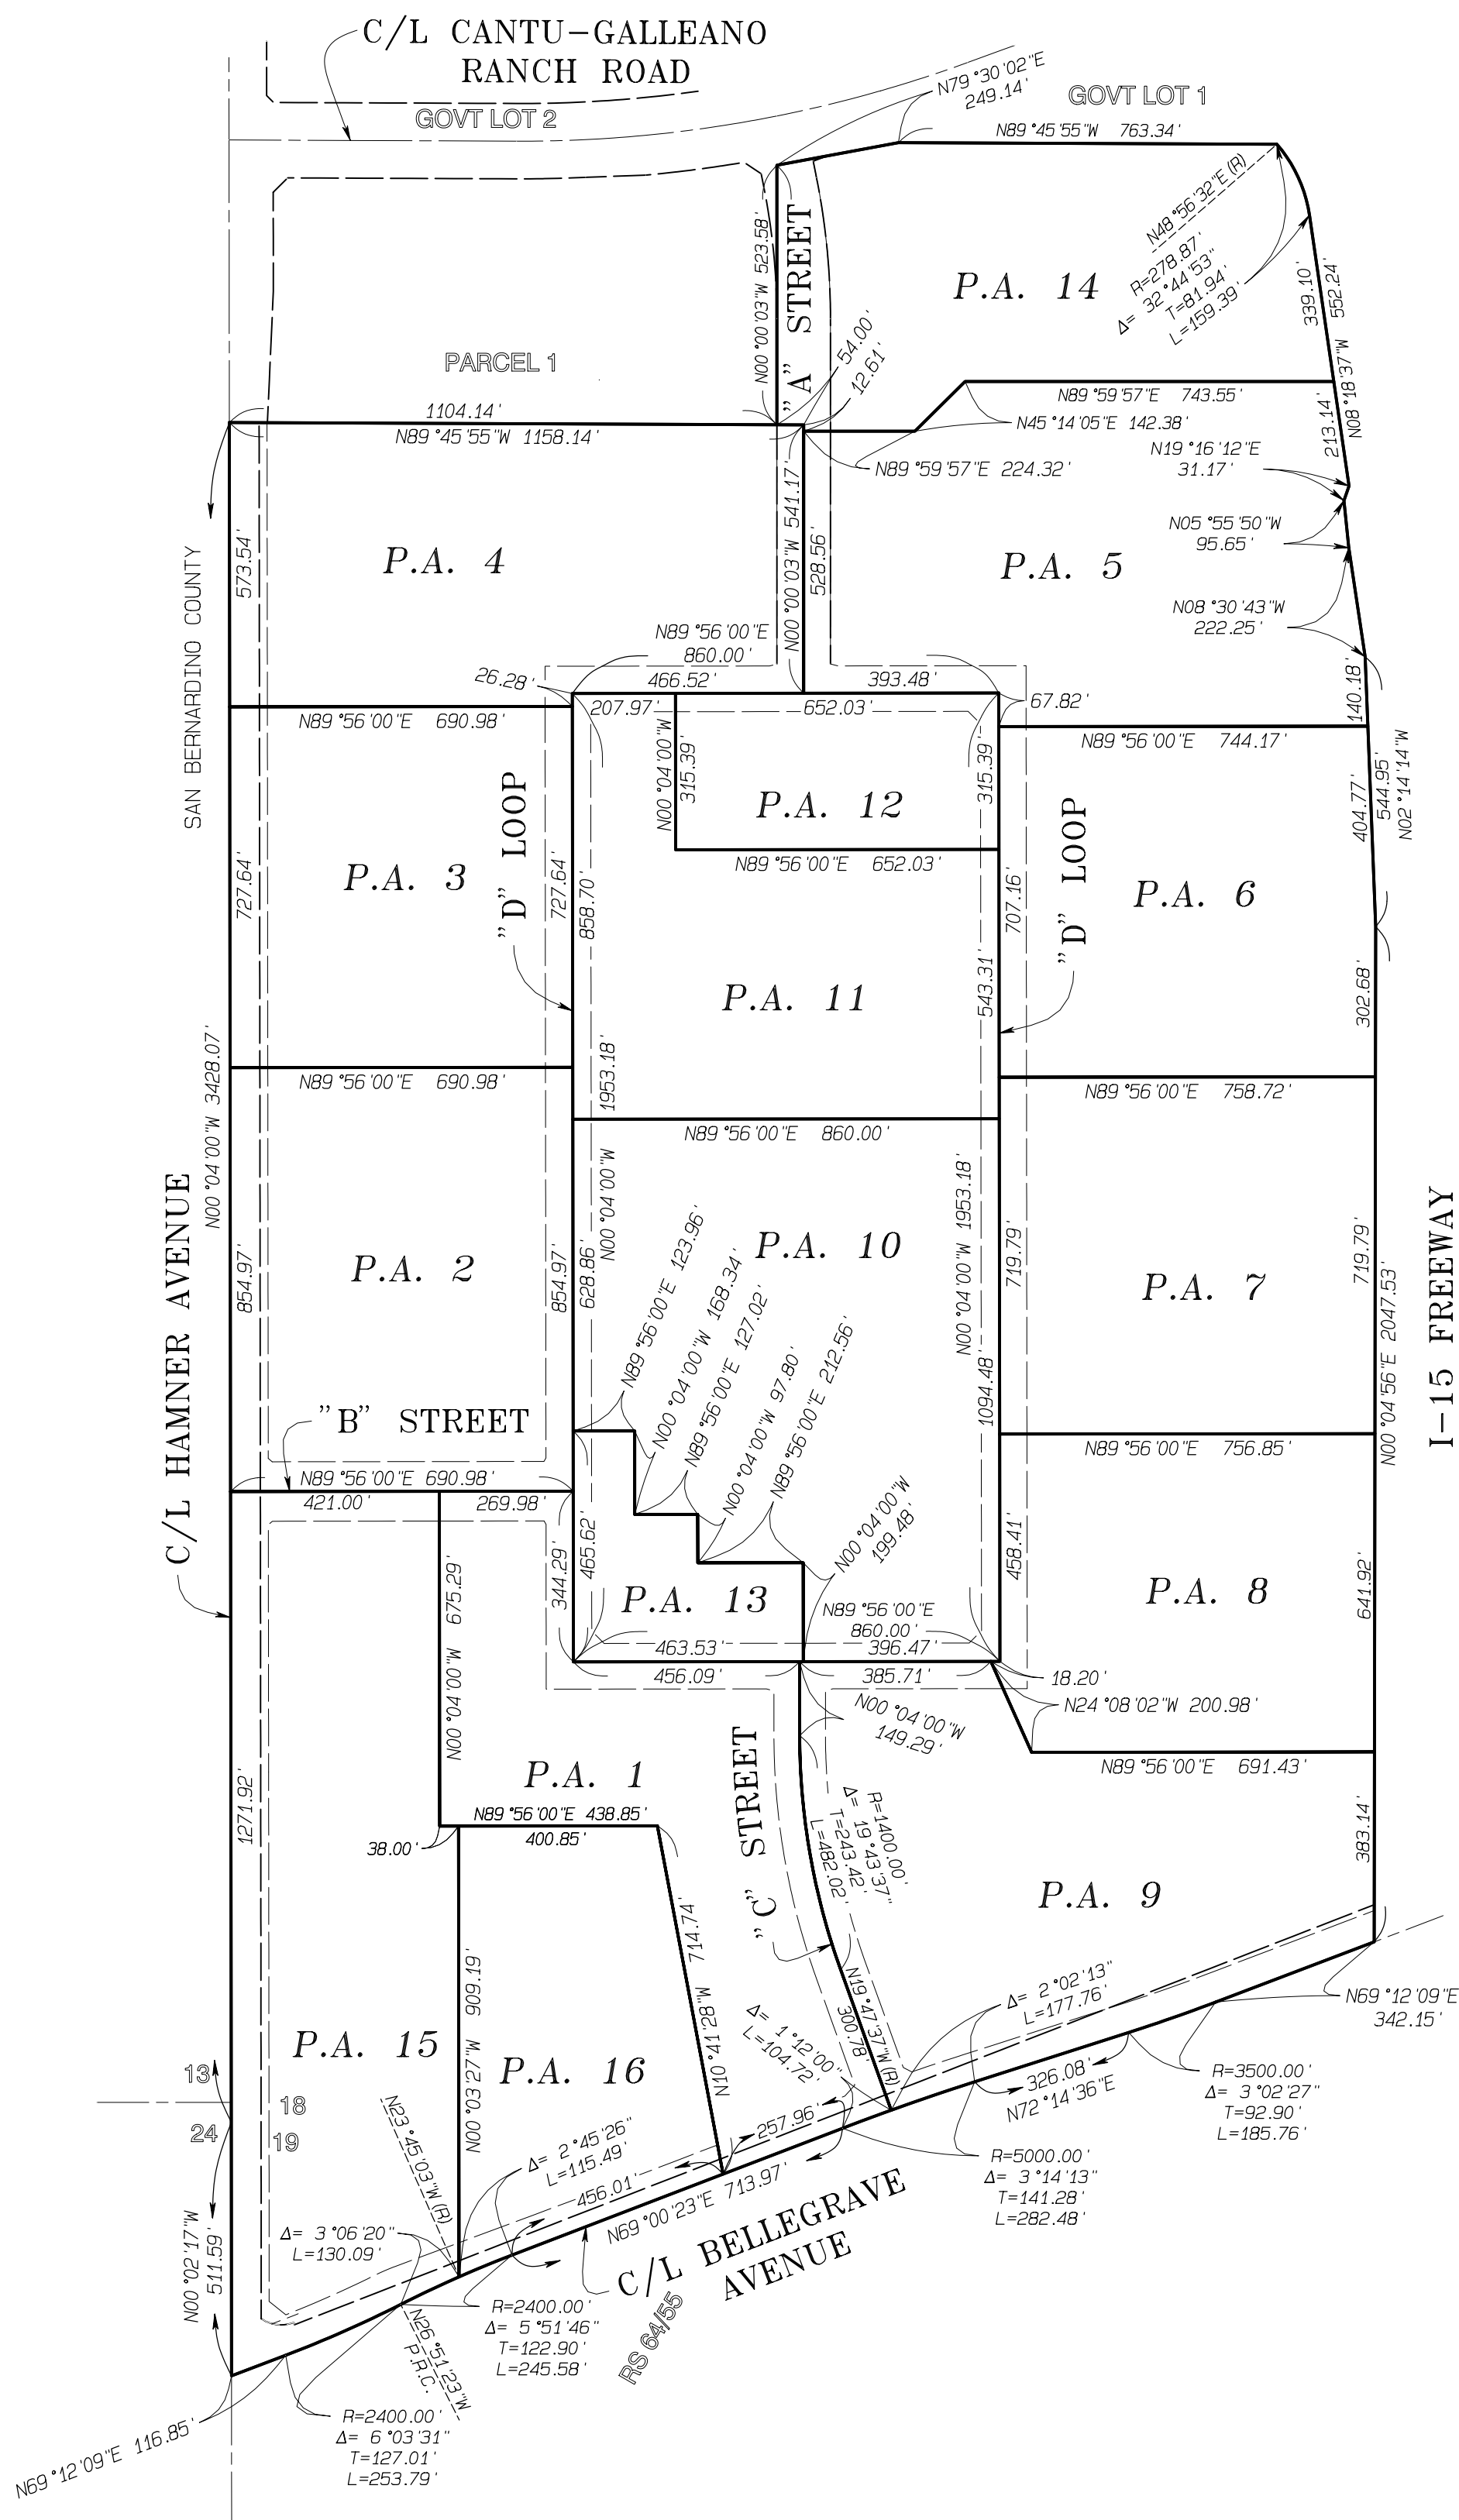 C/L CANTU-GALLEANO
RANCH ROAD
GOVT LOT 2
N79°30'02"E
249.14'
GOVT LOT 1
N89°45'55"W 763.34'
N48°56'32"E (R)
R=278.87'
Δ= 32°44'53"
T=81.94'
L=159.39'
339.10'
552.24'
N08°18'37"W
213.14'
P.A. 14
"A" STREET
N00°00'03"W 523.58'
54.00'
12.61'
PARCEL 1
1104.14'
N89°45'55"W 1158.14'
N89°59'57"E 743.55'
N45°14'05"E 142.38'
N89°59'57"E 224.32'
N19°16'12"E
31.17'
N05°55'50"W
95.65'
N08°30'43"W
222.25'
P.A. 4
P.A. 5
573.54'
SAN BERNARDINO COUNTY
N00°00'03"W 541.17'
528.56'
N89°56'00"E
860.00'
26.28'
466.52'
393.48'
67.82'
140.18'
N89°56'00"E 690.98'
207.97'
652.03'
N89°56'00"E 744.17'
N00°04'00"W
315.39'
315.39'
544.95'
N02°14'14"W
404.77'
P.A. 12
N89°56'00"E 652.03'
"D" LOOP
"D" LOOP
P.A. 3
P.A. 6
727.64'
727.64'
858.70'
707.16'
543.31'
302.68'
P.A. 11
1953.18'
N00°04'00"W
N89°56'00"E 690.98'
N89°56'00"E 758.72'
N89°56'00"E 860.00'
N00°04'00"W 3428.07'
C/L HAMNER AVENUE
P.A. 2
P.A. 10
P.A. 7
854.97'
854.97'
628.86'
N00°04'00"W 1953.18'
1094.48'
719.79'
719.79'
N00°04'56"E 2047.53'
I-15 FREEWAY
N89°56'00"E 123.96'
N00°04'00"W 168.34'
N89°56'00"E 127.02'
N00°04'00"W 97.80'
N89°56'00"E 212.56'
N00°04'00"W
199.48'
"B" STREET
N89°56'00"E 690.98'
421.00'
269.98'
N89°56'00"E 756.85'
344.29'
465.62'
458.41'
641.92'
P.A. 13
P.A. 8
N89°56'00"E
860.00'
463.53'
396.47'
456.09'
385.71'
18.20'
N24°08'02"W 200.98'
N00°04'00"W
149.29'
N89°56'00"E 691.43'
N00°04'00"W 675.29'
1271.92'
P.A. 1
N89°56'00"E 438.85'
400.85'
38.00'
"C" STREET
R=1400.00'
Δ= 19°43'37"
T=243.42'
L=482.02'
383.14'
P.A. 9
N10°41'28"W 714.74'
N00°03'27"W 909.19'
N19°47'37"W (R)
300.78'
Δ= 2°02'13"
L=177.76'
Δ= 1°12'00"
L=104.72'
N69°12'09"E
342.15'
P.A. 15
P.A. 16
13
18
24
19
326.08'
N72°14'36"E
R=3500.00'
Δ= 3°02'27"
T=92.90'
L=185.76'
N23°45'03"W (R)
Δ= 2°45'26"
L=115.49'
257.96'
456.01'
N69°00'23"E 713.97'
R=5000.00'
Δ= 3°14'13"
T=141.28'
L=282.48'
C/L BELLEGRAVE
AVENUE
RS 64/55
N00°02'17"W
511.59'
Δ= 3°06'20"
L=130.09'
R=2400.00'
Δ= 5°51'46"
T=122.90'
L=245.58'
N26°51'23"W
P.R.C.
R=2400.00'
Δ= 6°03'31"
T=127.01'
L=253.79'
N69°12'09"E 116.85'